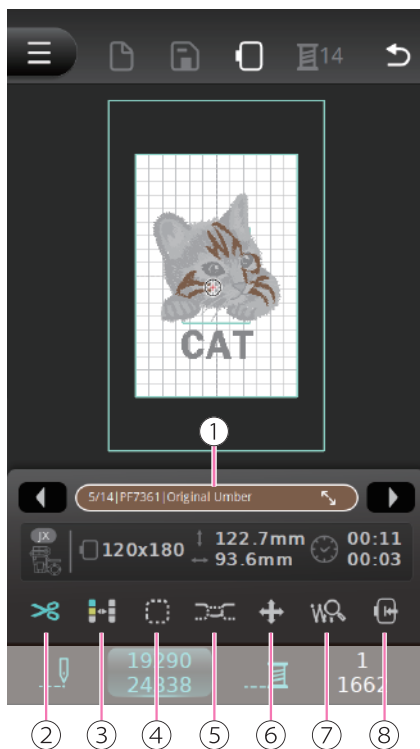 14
CAT
①
5/14|PF7361|Original Umber
JX
120x180
122.7mm
93.6mm
00:11
00:03
19290
24838
1
1662
② ③ ④ ⑤ ⑥ ⑦ ⑧